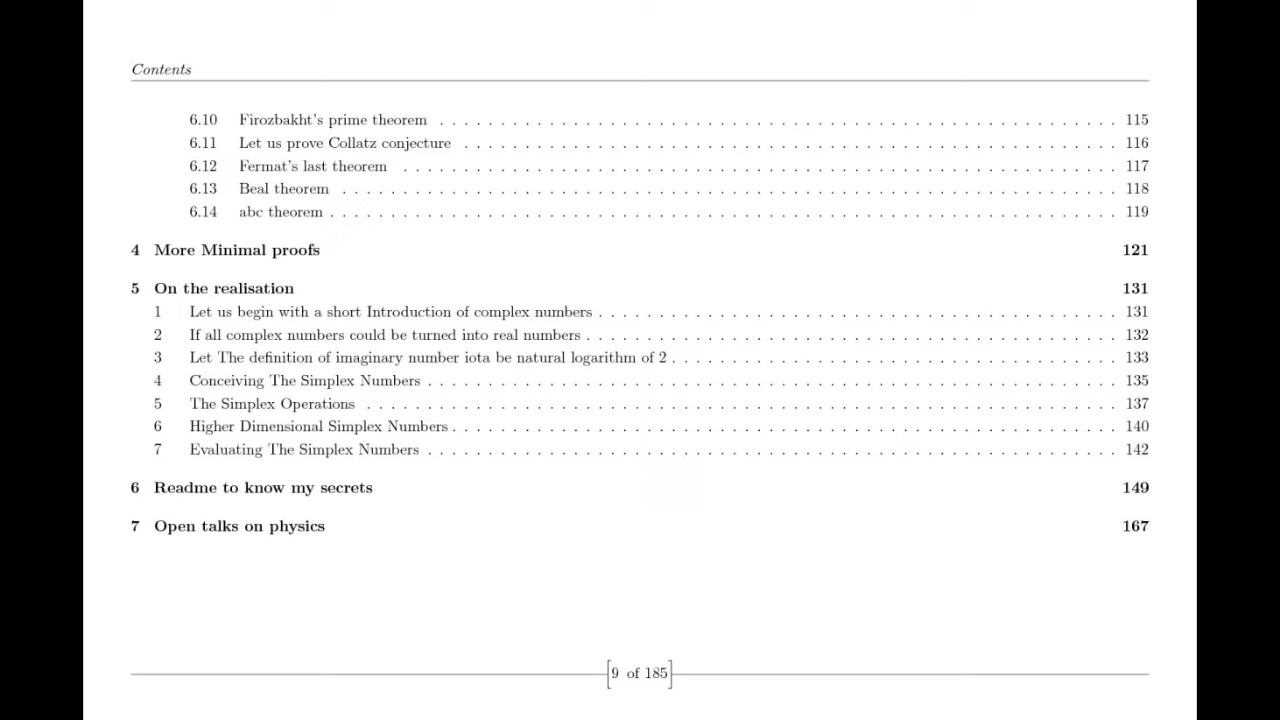 Contents
6.10 Firozbakht's prime theorem . . . . . . . . . . . . . . . . . . . . 115
6.11 Let us prove Collatz conjecture . . . . . . . . . . . . . . . . . . . . 116
6.12 Fermat's last theorem . . . . . . . . . . . . . . . . . . . . 117
6.13 Beal theorem . . . . . . . . . . . . . . . . . . . . 118
6.14 abc theorem . . . . . . . . . . . . . . . . . . . . 119
4 More Minimal proofs 121
5 On the realisation 131
1 Let us begin with a short Introduction of complex numbers . . . . . . . . . . . . . . . . . . . . 131
2 If all complex numbers could be turned into real numbers . . . . . . . . . . . . . . . . . . . . 132
3 Let The definition of imaginary number iota be natural logarithm of 2 . . . . . . . . . . . . . . . . . . . . 133
4 Conceiving The Simplex Numbers . . . . . . . . . . . . . . . . . . . . 135
5 The Simplex Operations . . . . . . . . . . . . . . . . . . . . 137
6 Higher Dimensional Simplex Numbers . . . . . . . . . . . . . . . . . . . . 140
7 Evaluating The Simplex Numbers . . . . . . . . . . . . . . . . . . . . 142
6 Readme to know my secrets 149
7 Open talks on physics 167
[9 of 185]